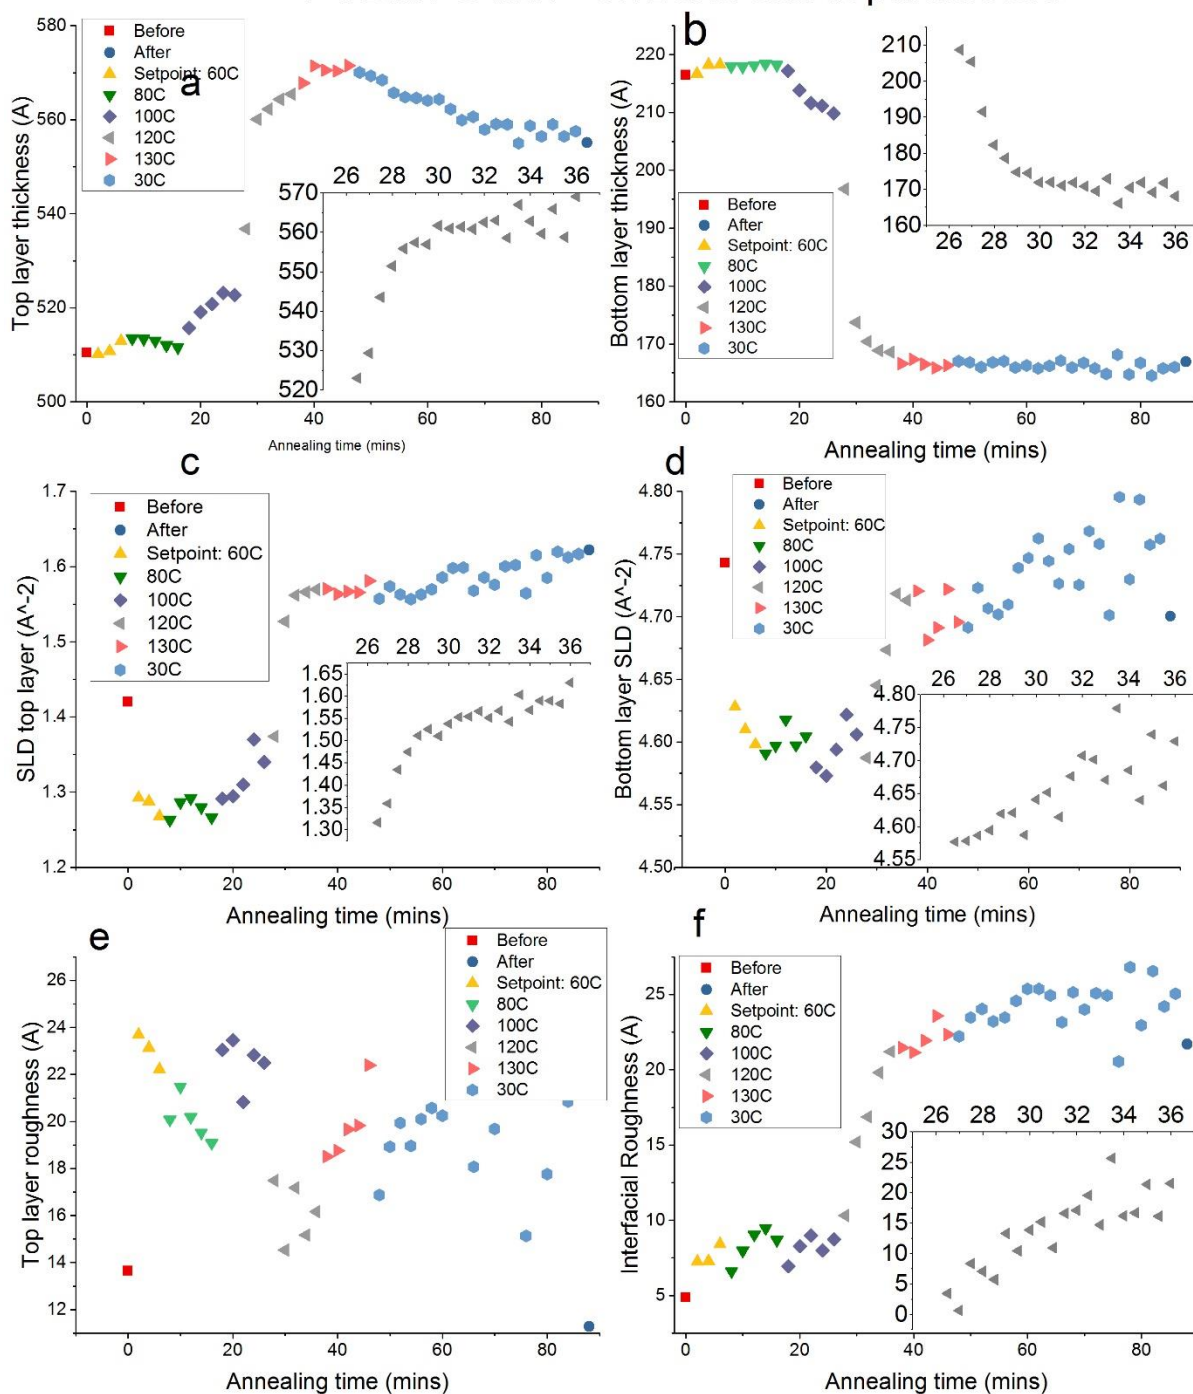 a
Before
After
Setpoint: 60C
80C
100C
120C
130C
30C
Top layer thickness (A)
580
560
540
520
500
0 20 40 60 80
Annealing time (mins)
26 28 30 32 34 36
570
560
550
540
530
520
b
Before
After
Setpoint: 60C
80C
100C
120C
130C
30C
Bottom layer thickness (A)
220
210
200
190
180
170
160
0 20 40 60 80
Annealing time (mins)
210
200
190
180
170
160
26 28 30 32 34 36
c
Before
After
Setpoint: 60C
80C
100C
120C
130C
30C
SLD top layer (A^-2)
1.7
1.6
1.5
1.4
1.3
1.2
0 20 40 60 80
Annealing time (mins)
26 28 30 32 34 36
1.65
1.60
1.55
1.50
1.45
1.40
1.35
1.30
d
Before
After
Setpoint: 60C
80C
100C
120C
130C
30C
Bottom layer SLD (A^-2)
4.80
4.75
4.70
4.65
4.60
4.55
4.50
0 20 40 60 80
Annealing time (mins)
26 28 30 32 34 36
4.80
4.75
4.70
4.65
4.60
4.55
e
Before
After
Setpoint: 60C
80C
100C
120C
130C
30C
Top layer roughness (A)
26
24
22
20
18
16
14
12
0 20 40 60 80
Annealing time (mins)
f
Before
After
Setpoint: 60C
80C
100C
120C
130C
30C
Interfacial Roughness (A)
25
20
15
10
5
0 20 40 60 80
Annealing time (mins)
26 28 30 32 34 36
30
25
20
15
10
5
0